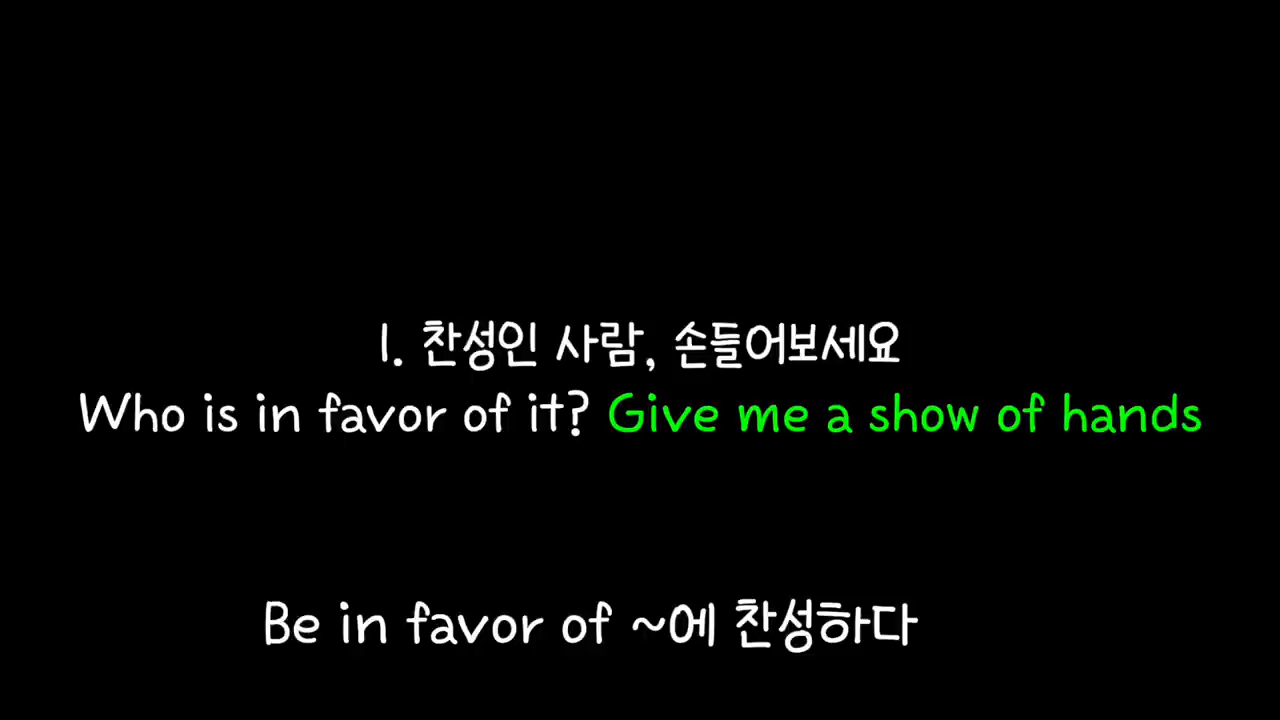 1. 찬성인 사람, 손들어보세요
Who is in favor of it? Give me a show of hands
Be in favor of ~에 찬성하다